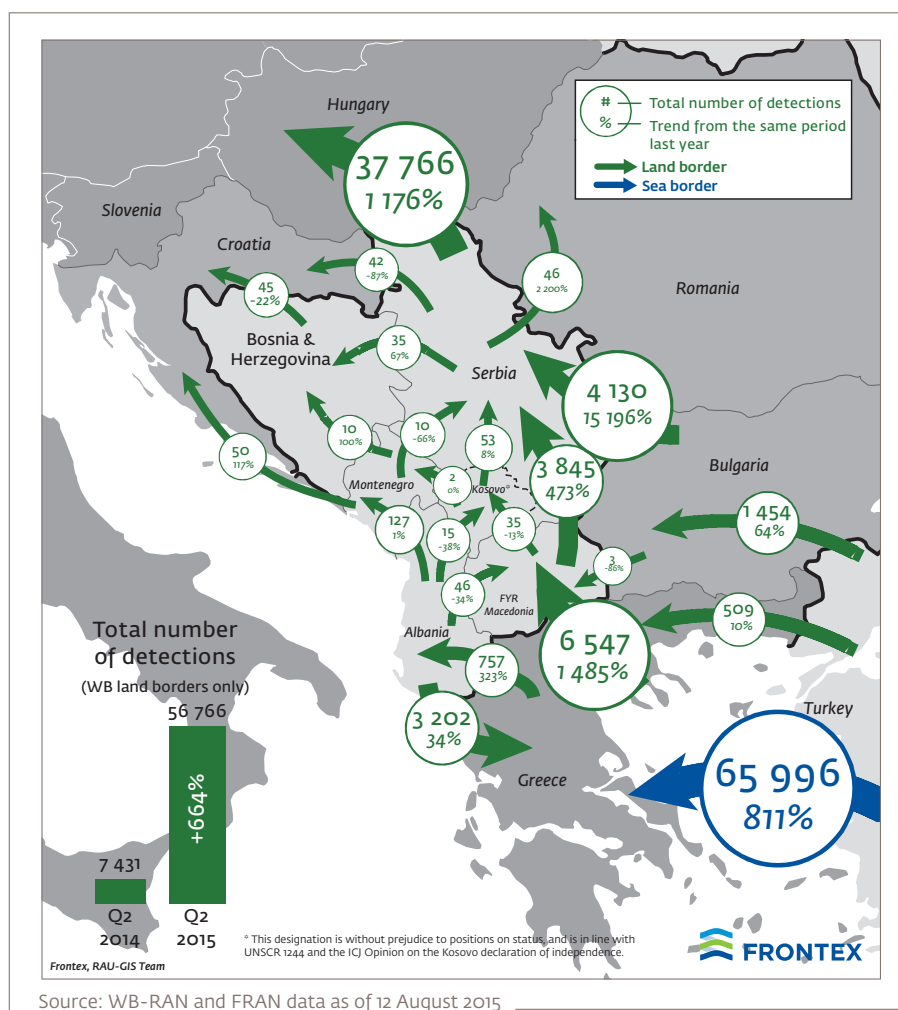 Hungary
# Total number of detections
% Trend from the same period
last year
Land border
Sea border
37 766
1 176%
Slovenia
Croatia
42
-87%
45
-22%
46
2 200%
Romania
Bosnia &
Herzegovina
35
67%
Serbia
4 130
15 196%
10
100%
10
-66%
53
8%
50
117%
3 845
473%
Bulgaria
Montenegro
2
0%
Kosovo*
1 454
64%
127
1%
15
-38%
35
-13%
3
-86%
46
-34%
FYR
Macedonia
509
10%
Albania
6 547
1 485%
757
323%
3 202
34%
Turkey
Greece
65 996
811%
Total number
of detections
(WB land borders only)
56 766
+664%
7 431
Q2
2014
Q2
2015
* This designation is without prejudice to positions on status, and is in line with
UNSCR 1244 and the ICJ Opinion on the Kosovo declaration of independence.
FRONTEX
Frontex, RAU-GIS Team
Source: WB-RAN and FRAN data as of 12 August 2015